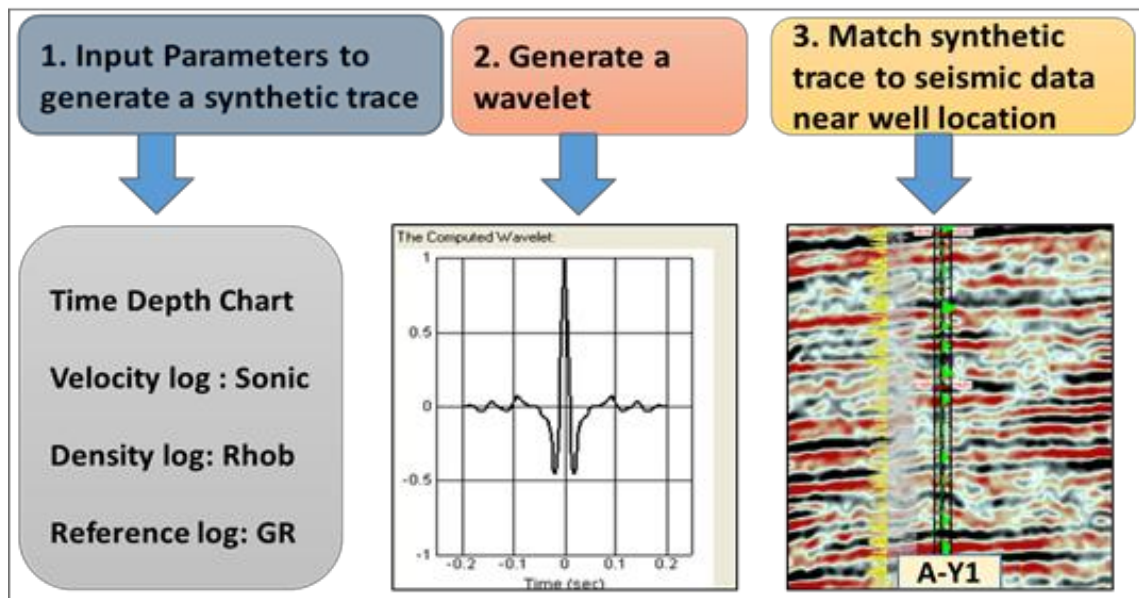 1. Input Parameters to
generate a synthetic trace
2. Generate a
wavelet
3. Match synthetic
trace to seismic data
near well location
Time Depth Chart
Velocity log : Sonic
Density log: Rhob
Reference log: GR
The Computed Wavelet:
1
0.5
0
-0.5
-1
-0.2
-0.1
0
0.1
0.2
Time (sec)
A-Y1